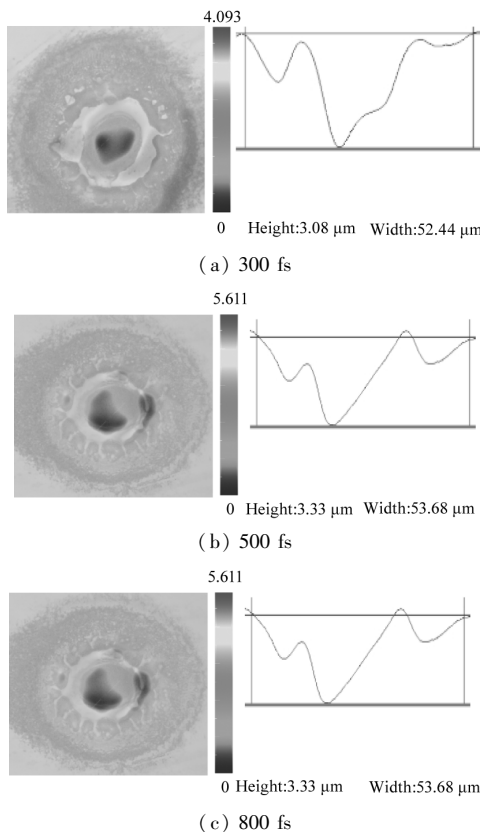 4.093
0
Height:3.08 μm Width:52.44 μm
(a) 300 fs
5.611
0
Height:3.33 μm Width:53.68 μm
(b) 500 fs
5.611
0
Height:3.33 μm Width:53.68 μm
(c) 800 fs